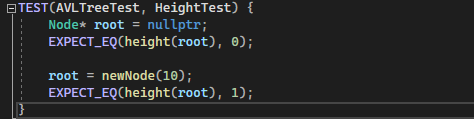 TEST(AVLTreeTest, HeightTest) {
    Node* root = nullptr;
    EXPECT_EQ(height(root), 0);

    root = newNode(10);
    EXPECT_EQ(height(root), 1);
}